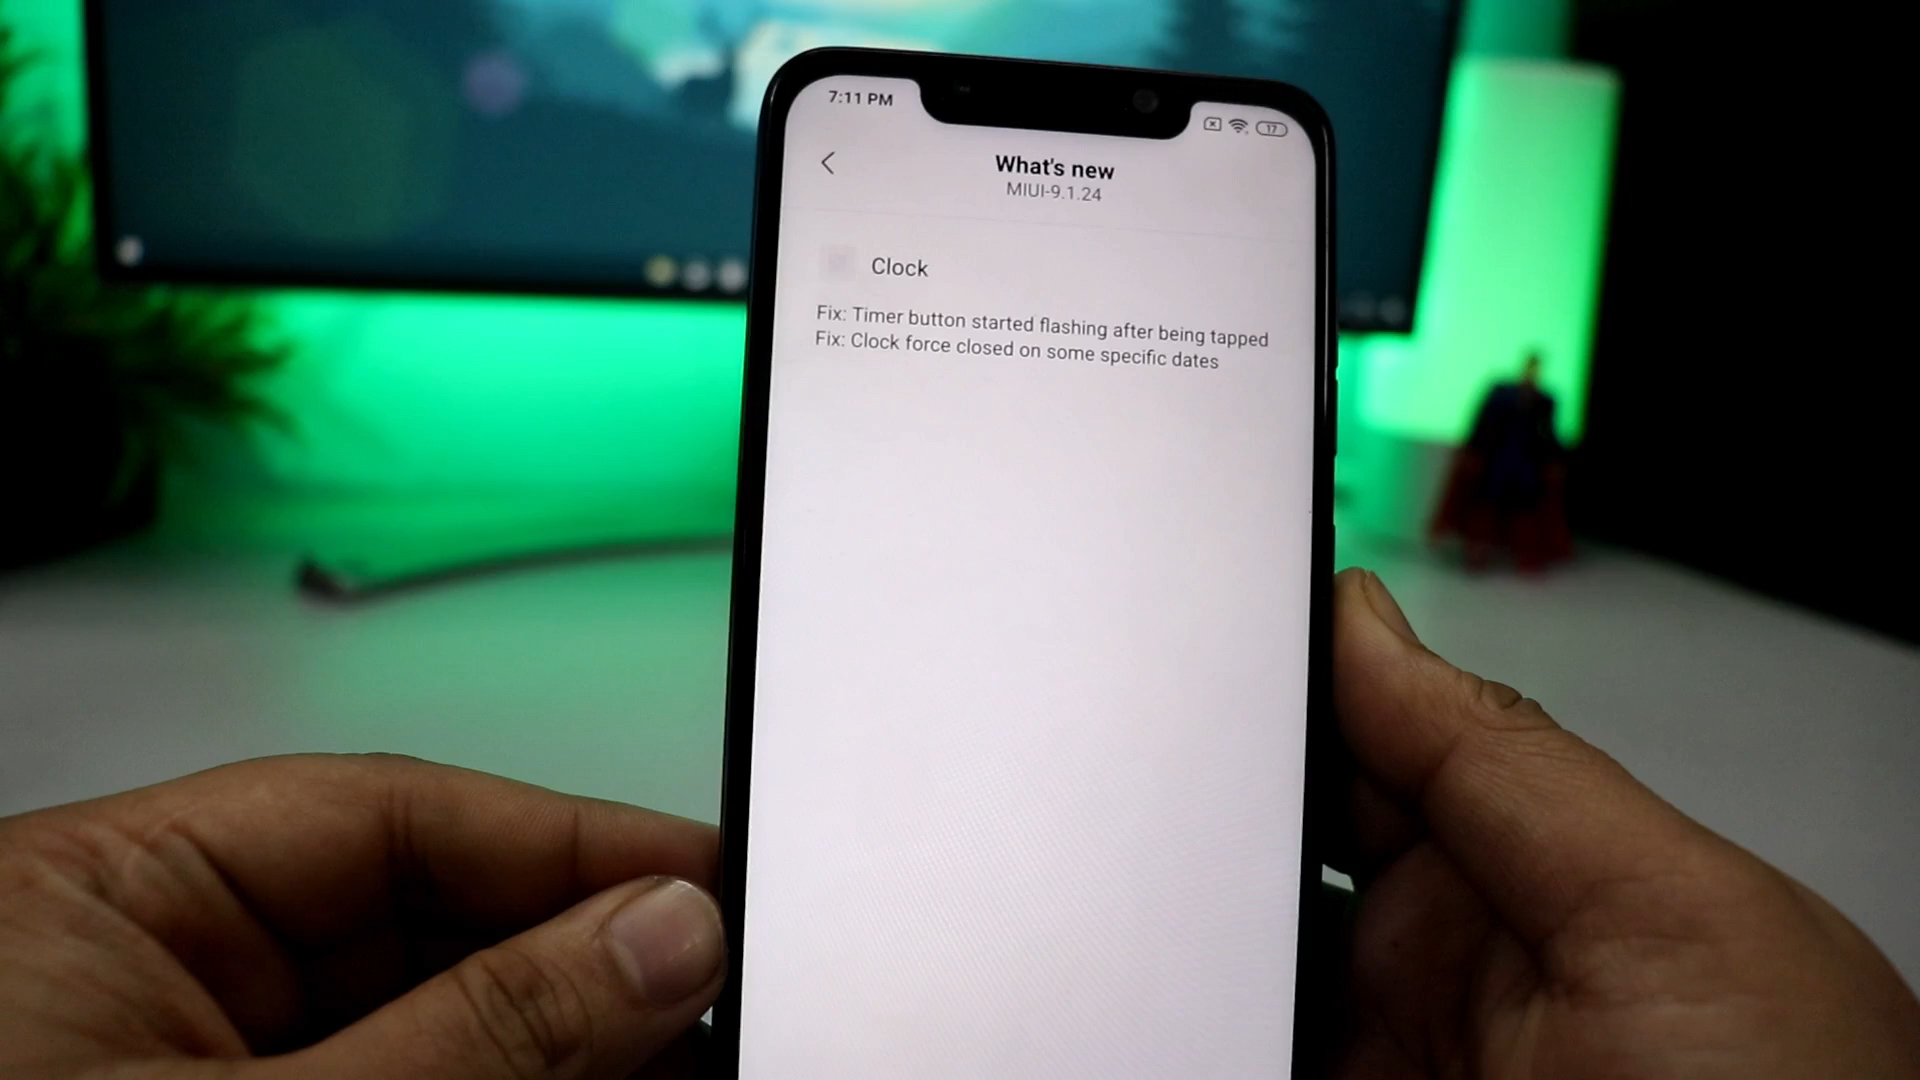 7:11 PM
17
What's new
MIUI-9.1.24
Clock
Fix: Timer button started flashing after being tapped
Fix: Clock force closed on some specific dates